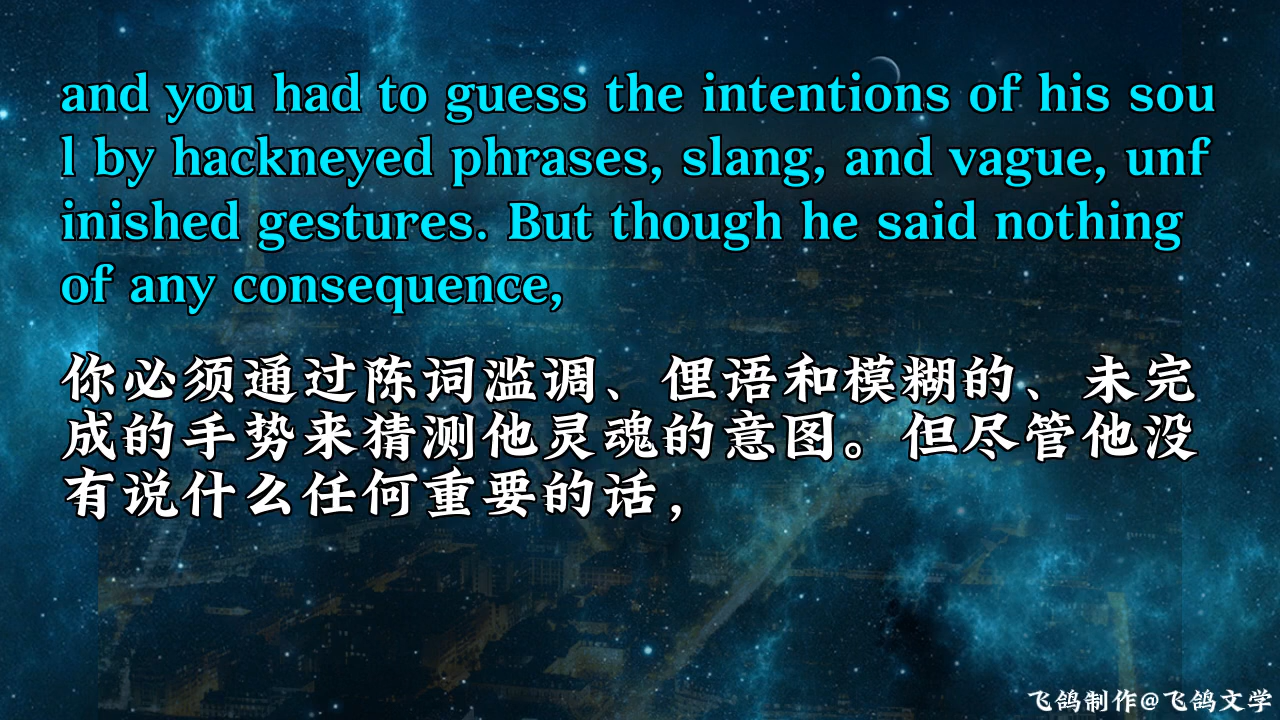 and you had to guess the intentions of his sou
l by hackneyed phrases, slang, and vague, unf
inished gestures. But though he said nothing
of any consequence,
你必须通过陈词滥调、俚语和模糊的、未完
成的手势来猜测他灵魂的意图。但尽管他没
有说什么任何重要的话，
飞鸽制作@飞鸽文学